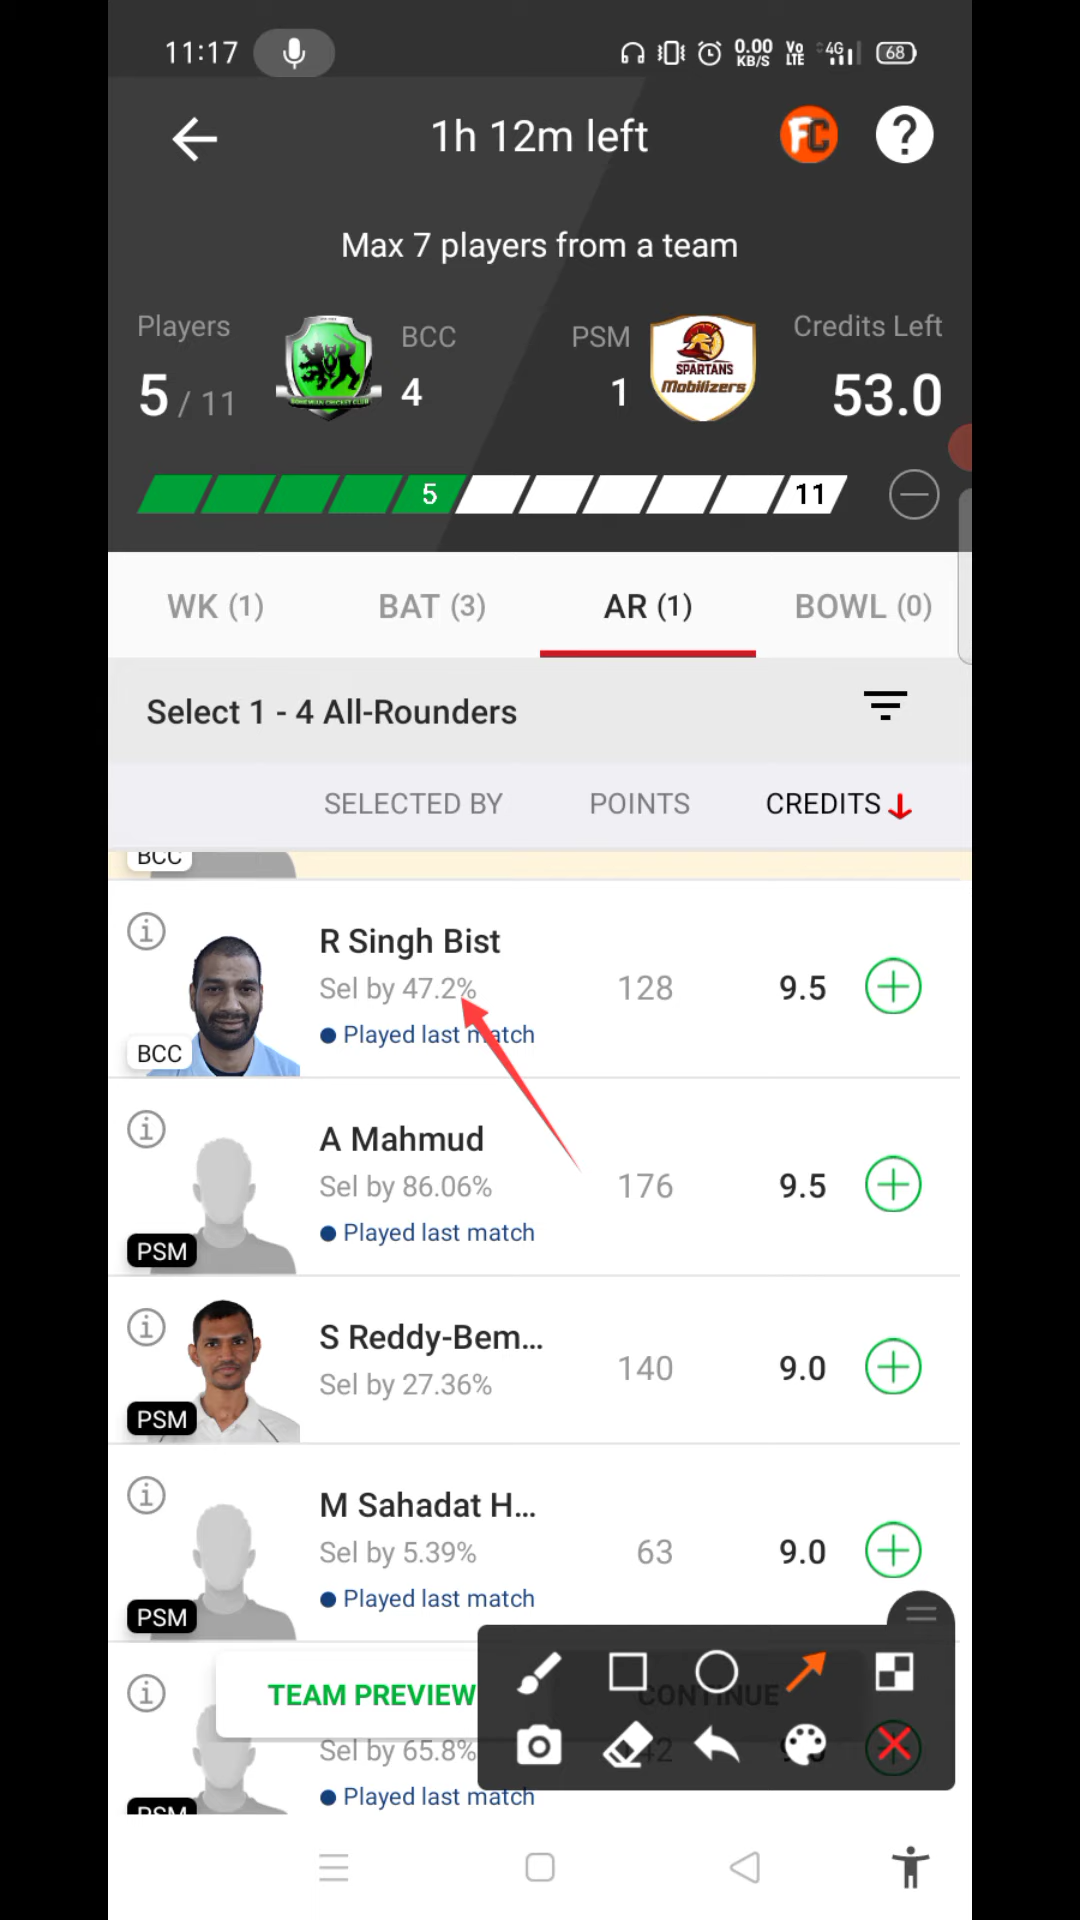 11:17 0.00 KB/S Vo LTE 4G 68
1h 12m left FC ?
Max 7 players from a team
Players BCC PSM Credits Left
5 / 11 4 1 53.0
SPARTANS
Mobilizers
5 11
WK (1) BAT (3) AR (1) BOWL (0)
Select 1 - 4 All-Rounders
SELECTED BY POINTS CREDITS
BCC
R Singh Bist
Sel by 47.2% 128 9.5
Played last match
BCC
A Mahmud
Sel by 86.06% 176 9.5
Played last match
PSM
S Reddy-Bem...
Sel by 27.36% 140 9.0
PSM
M Sahadat H...
Sel by 5.39% 63 9.0
Played last match
PSM
TEAM PREVIEW CONTINUE
Sel by 65.8%
Played last match
PSM